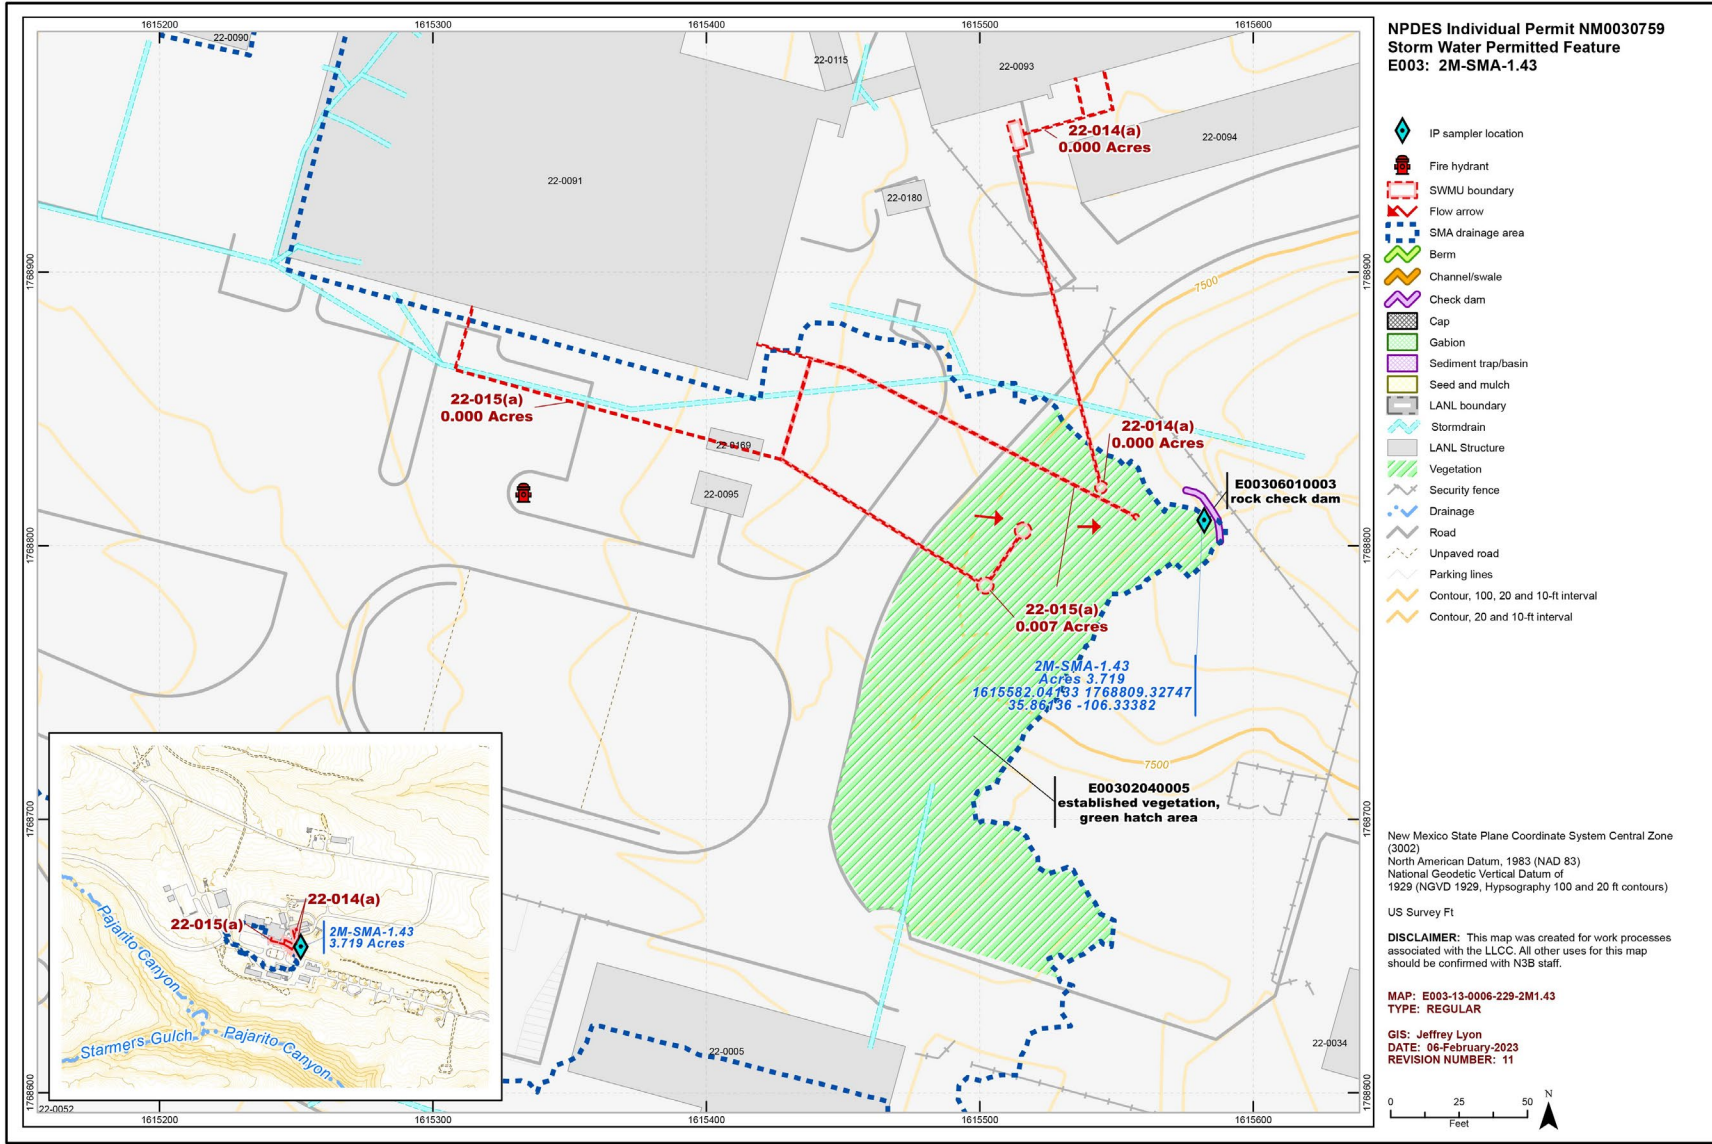 1615200
1615300
1615400
1615500
1615600
22-0090
22-0115
22-0093
22-014(a)
0.000 Acres
22-0094
22-0091
22-0180
1768900
1768900
7500
22-015(a)
0.000 Acres
22-0169
22-014(a)
0.000 Acres
22-0095
E00306010003
rock check dam
1768800
1768800
22-015(a)
0.007 Acres
2M-SMA-1.43
Acres 3.719
1615582.04133 1768809.32747
35.86136 -106.33382
7500
E00302040005
established vegetation,
green hatch area
1768700
1768700
22-014(a)
22-015(a)
2M-SMA-1.43
3.719 Acres
Pajarito Canyon
Starmers Gulch
Pajarito Canyon
22-0005
22-0034
22-0052
1768600
1768600
1615200
1615300
1615400
1615500
1615600
NPDES Individual Permit NM0030759
Storm Water Permitted Feature
E003: 2M-SMA-1.43
IP sampler location
Fire hydrant
SWMU boundary
Flow arrow
SMA drainage area
Berm
Channel/swale
Check dam
Cap
Gabion
Sediment trap/basin
Seed and mulch
LANL boundary
Stormdrain
LANL Structure
Vegetation
Security fence
Drainage
Road
Unpaved road
Parking lines
Contour, 100, 20 and 10-ft interval
Contour, 20 and 10-ft interval
New Mexico State Plane Coordinate System Central Zone
(3002)
North American Datum, 1983 (NAD 83)
National Geodetic Vertical Datum of
1929 (NGVD 1929, Hypsography 100 and 20 ft contours)
US Survey Ft
DISCLAIMER: This map was created for work processes
associated with the LLCC. All other uses for this map
should be confirmed with N3B staff.
MAP: E003-13-0006-229-2M1.43
TYPE: REGULAR
GIS: Jeffrey Lyon
DATE: 06-February-2023
REVISION NUMBER: 11
0 25 50
Feet
N